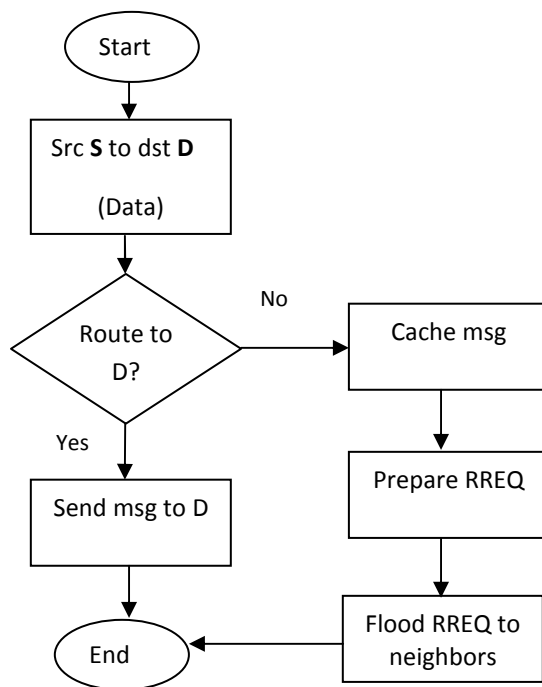 Start
Src S to dst D
(Data)
No
Route to
D?
Cache msg
Yes
Prepare RREQ
Send msg to D
Flood RREQ to
neighbors
End